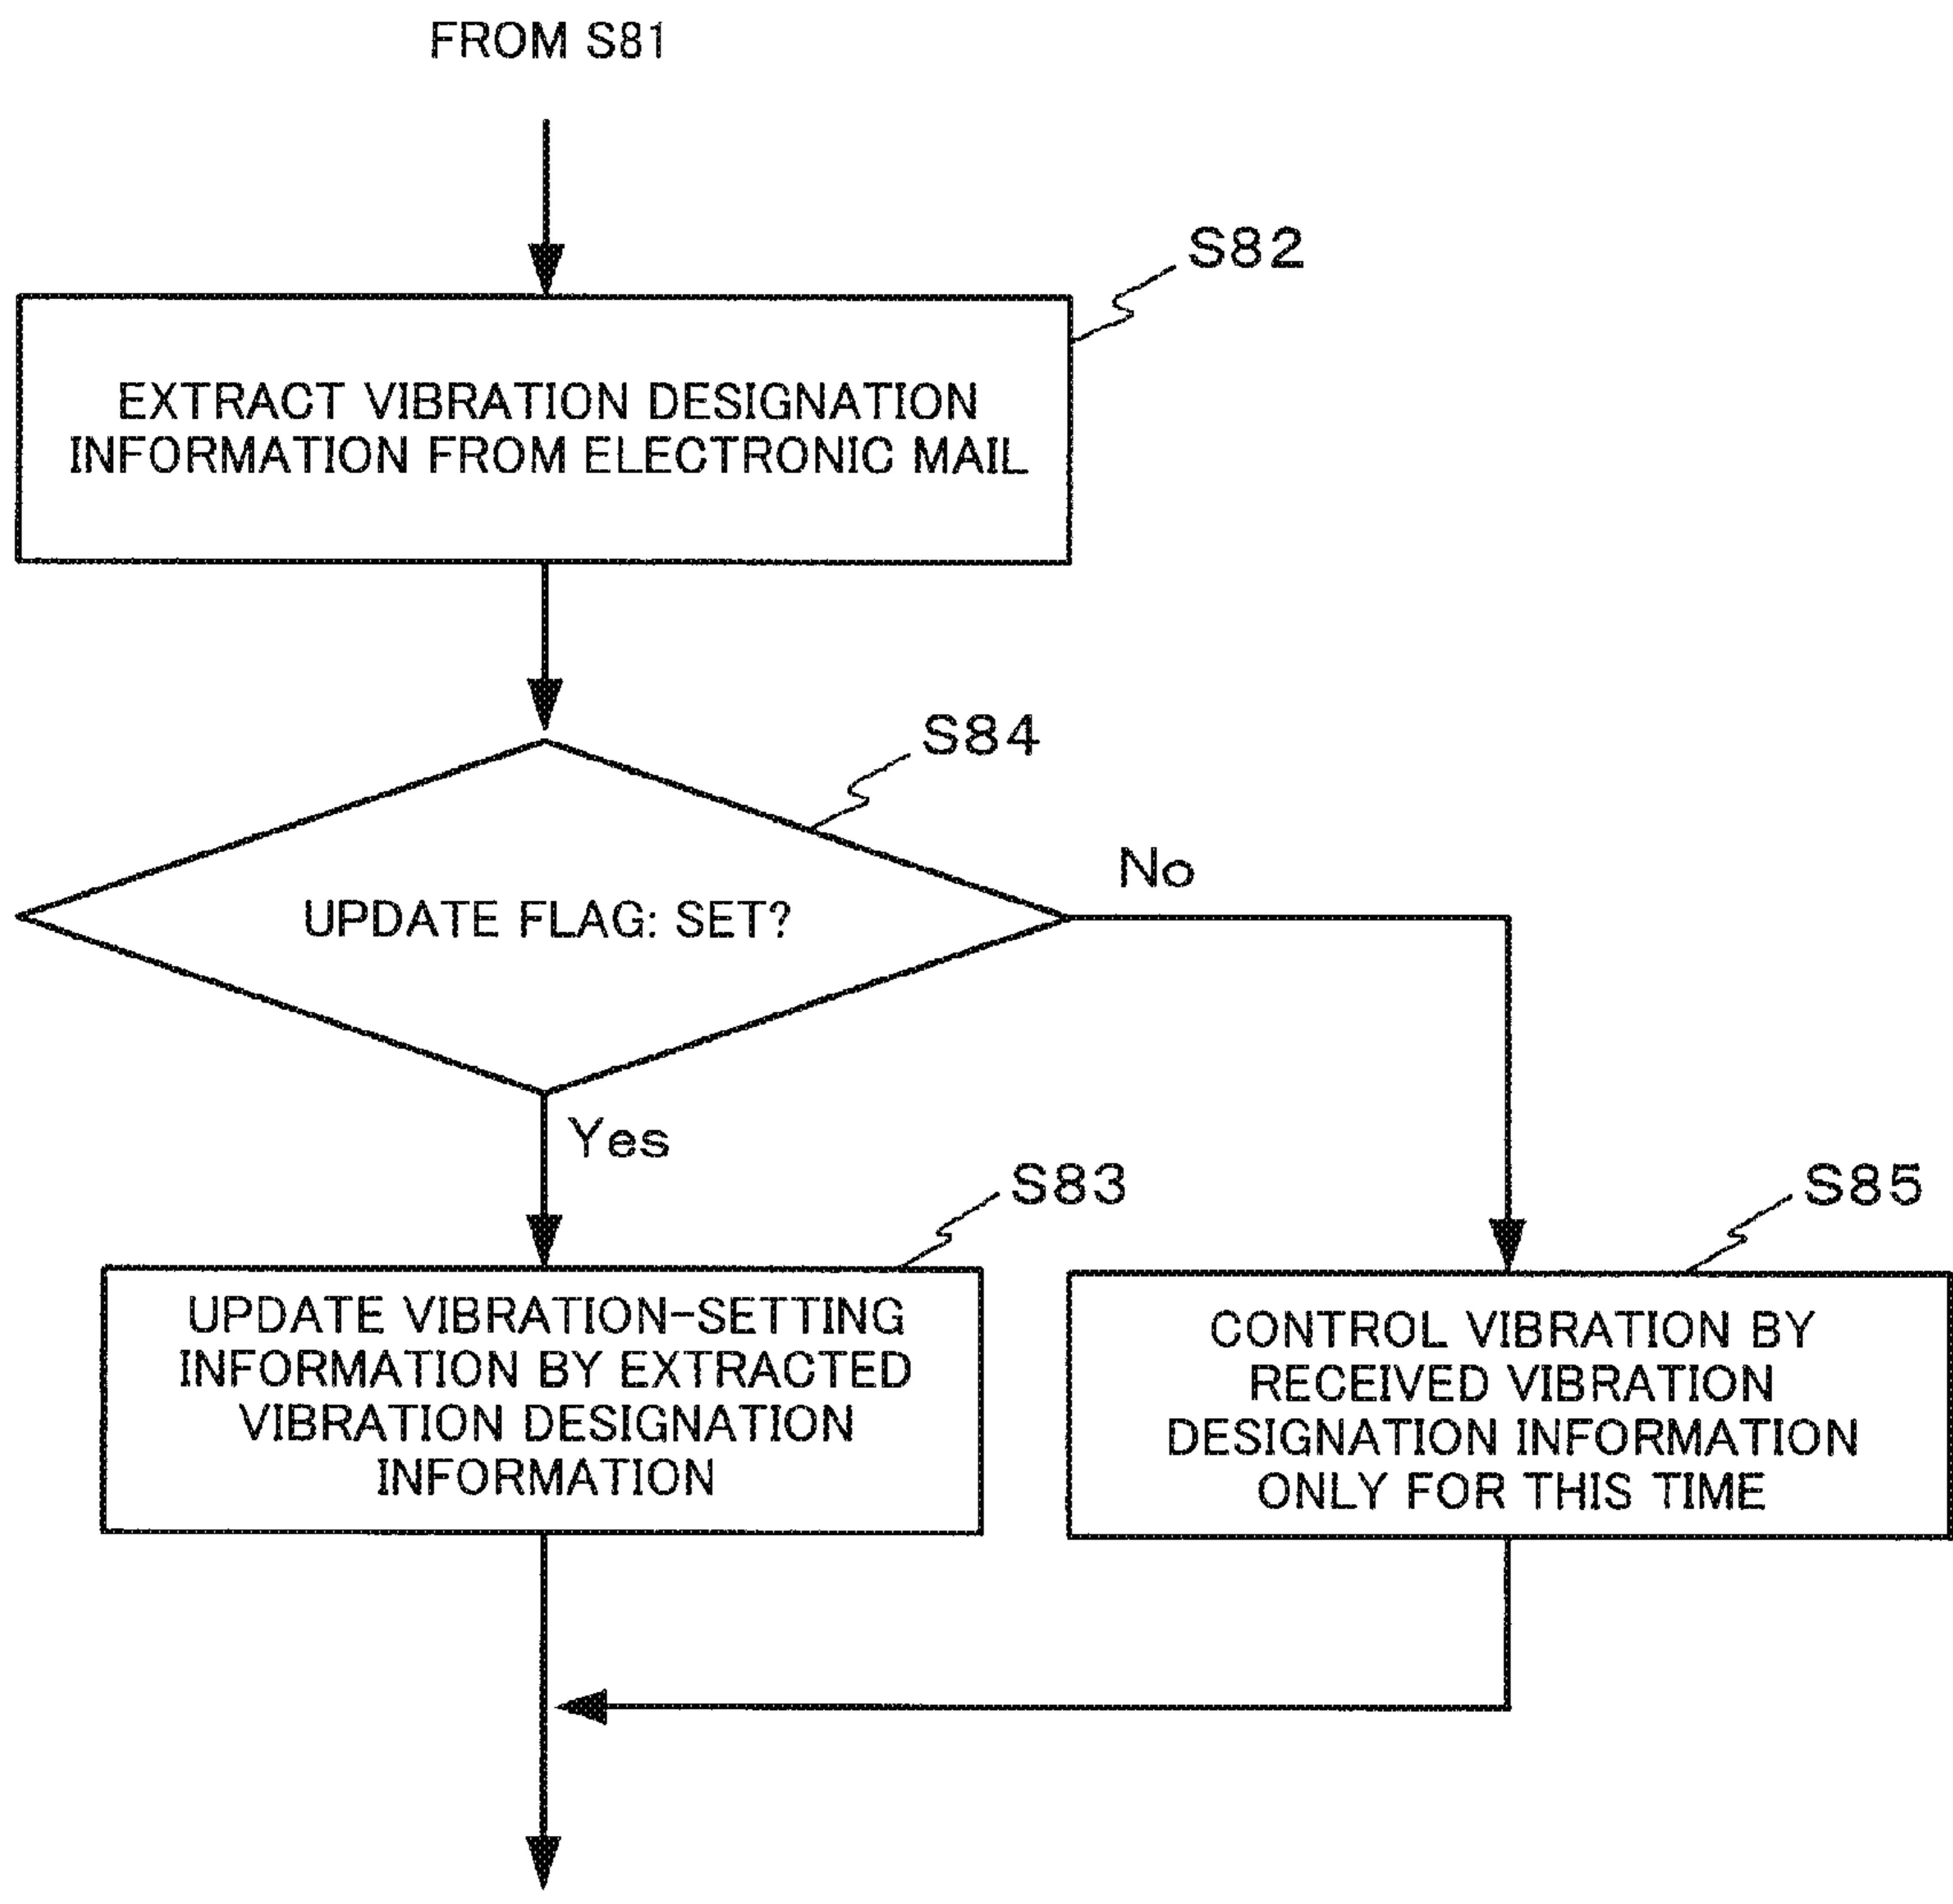 FROM S81
S82
EXTRACT VIBRATION DESIGNATION
INFORMATION FROM ELECTRONIC MAIL
S84
UPDATE FLAG: SET?
No
Yes
S83
UPDATE VIBRATION-SETTING
INFORMATION BY EXTRACTED
VIBRATION DESIGNATION
INFORMATION
S85
CONTROL VIBRATION BY
RECEIVED VIBRATION
DESIGNATION INFORMATION
ONLY FOR THIS TIME